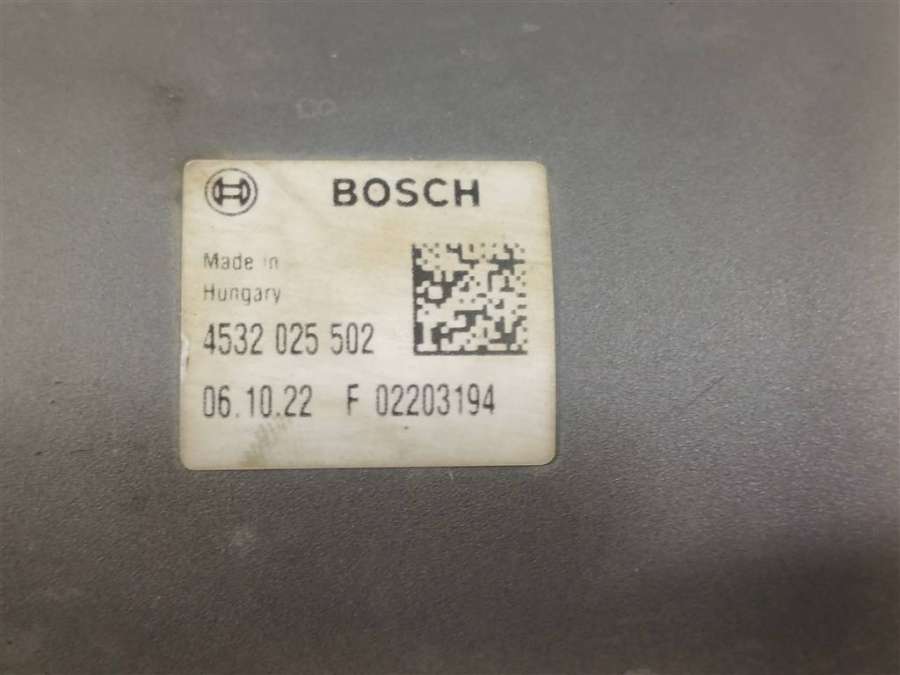 BOSCH
Made in
Hungary
4532 025 502
06.10.22 F 02203194